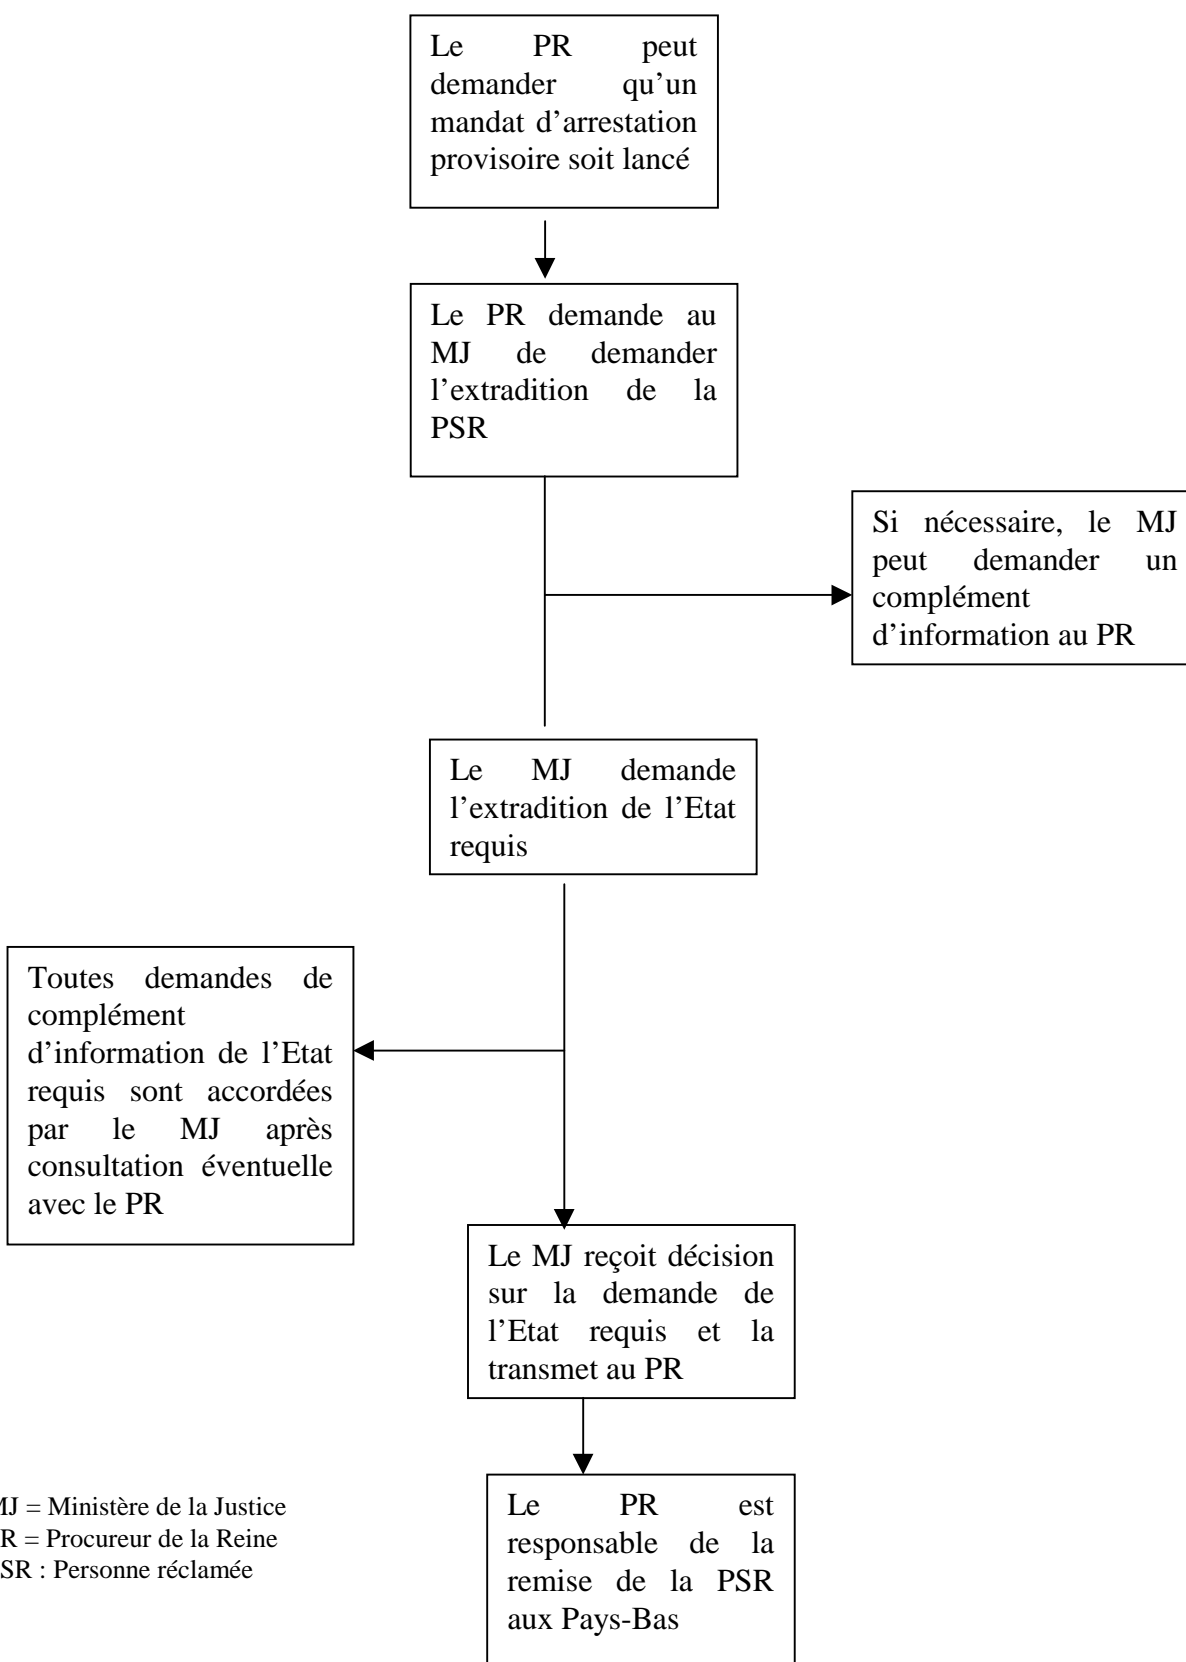 Le PR peut
demander qu’un
mandat d’arrestation
provisoire soit lancé
Le PR demande au
MJ de demander
l’extradition de la
PSR
Si nécessaire, le MJ
peut demander un
complément
d’information au PR
Le MJ demande
l’extradition de l’Etat
requis
Toutes demandes de
complément
d’information de l’Etat
requis sont accordées
par le MJ après
consultation éventuelle
avec le PR
Le MJ reçoit décision
sur la demande de
l’Etat requis et la
transmet au PR
Le PR est
responsable de la
remise de la PSR
aux Pays-Bas
MJ = Ministère de la Justice
R = Procureur de la Reine
SR : Personne réclamée